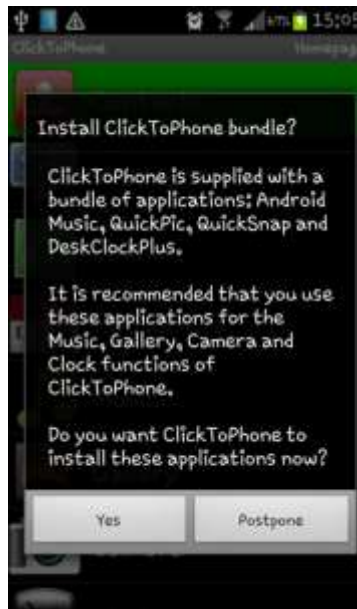 15:05
ClickToPhone Homepag
Install ClickToPhone bundle?
ClickToPhone is supplied with a
bundle of applications: Android
Music, QuickPic, QuickSnap and
DeskClockPlus.
It is recommended that you use
these applications for the
Music, Gallery, Camera and
Clock functions of
ClickToPhone.
Do you want ClickToPhone to
install these applications now?
Yes Postpone